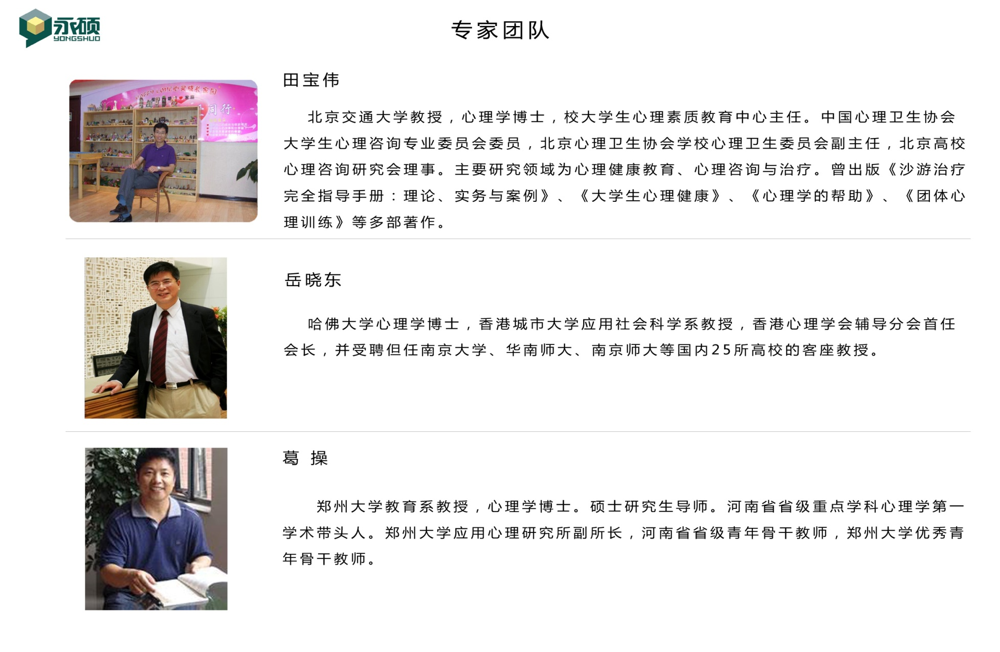 永硕
YONGSHUO
专家团队
HAPPY LOVE心灵成长家园
同行
田宝伟
北京交通大学教授，心理学博士，校大学生心理素质教育中心主任。中国心理卫生协会
大学生心理咨询专业委员会委员，北京心理卫生协会学校心理卫生委员会副主任，北京高校
心理咨询研究会理事。主要研究领域为心理健康教育、心理咨询与治疗。曾出版《沙游治疗
完全指导手册：理论、实务与案例》、《大学生心理健康》、《心理学的帮助》、《团体心
理训练》等多部著作。
岳晓东
哈佛大学心理学博士，香港城市大学应用社会科学系教授，香港心理学会辅导分会首任
会长，并受聘但任南京大学、华南师大、南京师大等国内25所高校的客座教授。
葛 操
郑州大学教育系教授，心理学博士。硕士研究生导师。河南省省级重点学科心理学第一
学术带头人。郑州大学应用心理研究所副所长，河南省省级青年骨干教师，郑州大学优秀青
年骨干教师。